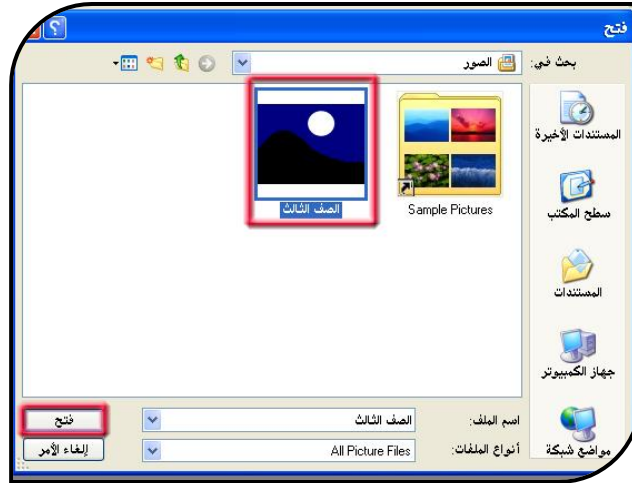 فتح
بحث في:
الصور
المستندات الأخيرة
سطح المكتب
المستندات
جهاز الكمبيوتر
مواضع شبكة
Sample Pictures
الصف الثالث
اسم الملف:
الصف الثالث
فتح
أنواع الملفات:
All Picture Files
إلغاء الأمر